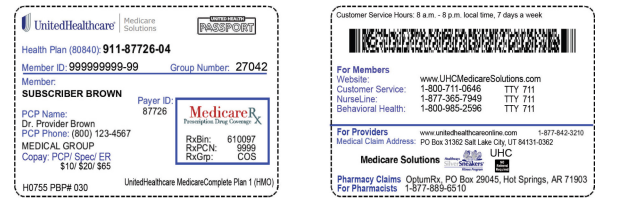 UnitedHealthcare Medicare Solutions
UNITED HEALTH PASSPORT
Health Plan (80840): 911-87726-04
Member ID: 999999999-99 Group Number: 27042
Member:
SUBSCRIBER BROWN
Payer ID:
87726
PCP Name:
Dr. Provider Brown
PCP Phone: (800) 123-4567
MEDICAL GROUP
Copay: PCP/ Spec/ ER
$10/ $20/ $65
MedicareRx
Prescription Drug Coverage
RxBin: 610097
RxPCN: 9999
RxGrp: COS
H0755 PBP# 030
UnitedHealthcare MedicareComplete Plan 1 (HMO)
Customer Service Hours: 8 a.m. - 8 p.m. local time, 7 days a week
For Members
Website: www.UHCMedicareSolutions.com
Customer Service: 1-800-711-0646 TTY 711
NurseLine: 1-877-365-7949 TTY 711
Behavioral Health: 1-800-985-2596 TTY 711
For Providers www.unitedhealthcareonline.com 1-877-842-3210
Medical Claim Address: PO Box 31362 Salt Lake City, UT 84131-0362
Medicare Solutions
SilverSneakers
Fitness Program
UHC
No Referral Required
Pharmacy Claims OptumRx, PO Box 29045, Hot Springs, AR 71903
For Pharmacists 1-877-889-6510